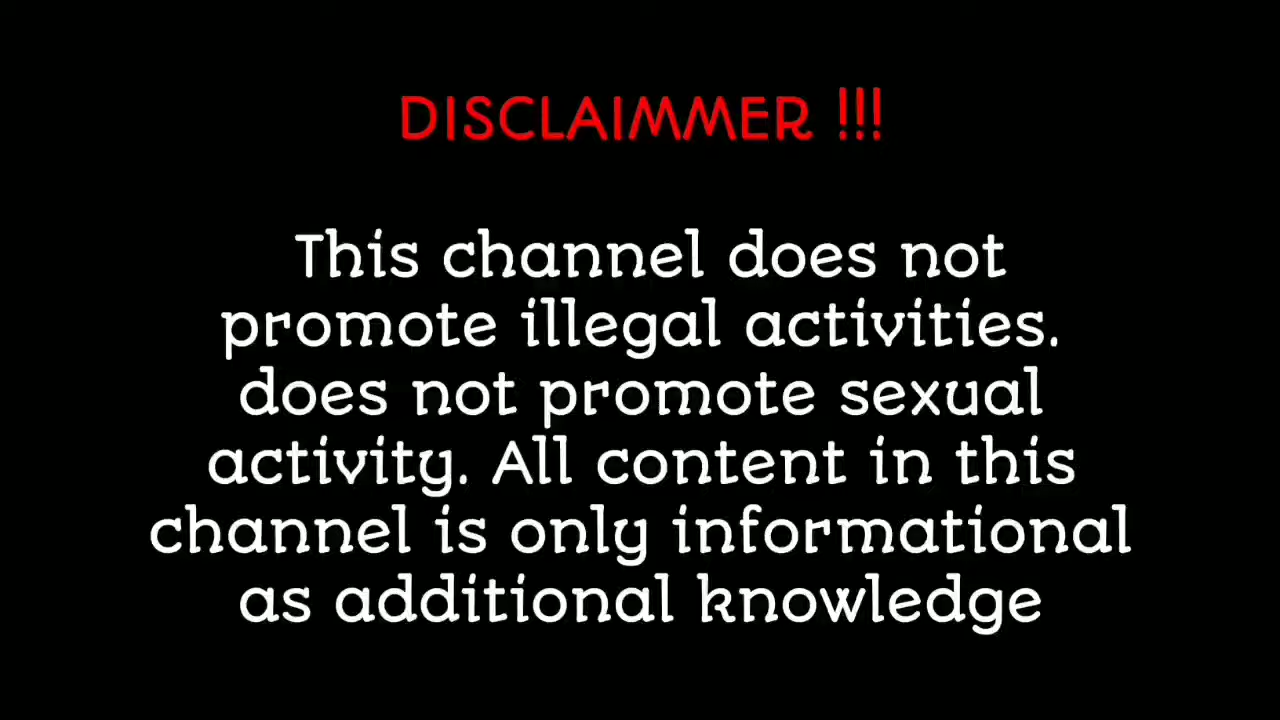 DISCLAIMMER !!!
This channel does not
promote illegal activities.
does not promote sexual
activity. All content in this
channel is only informational
as additional knowledge